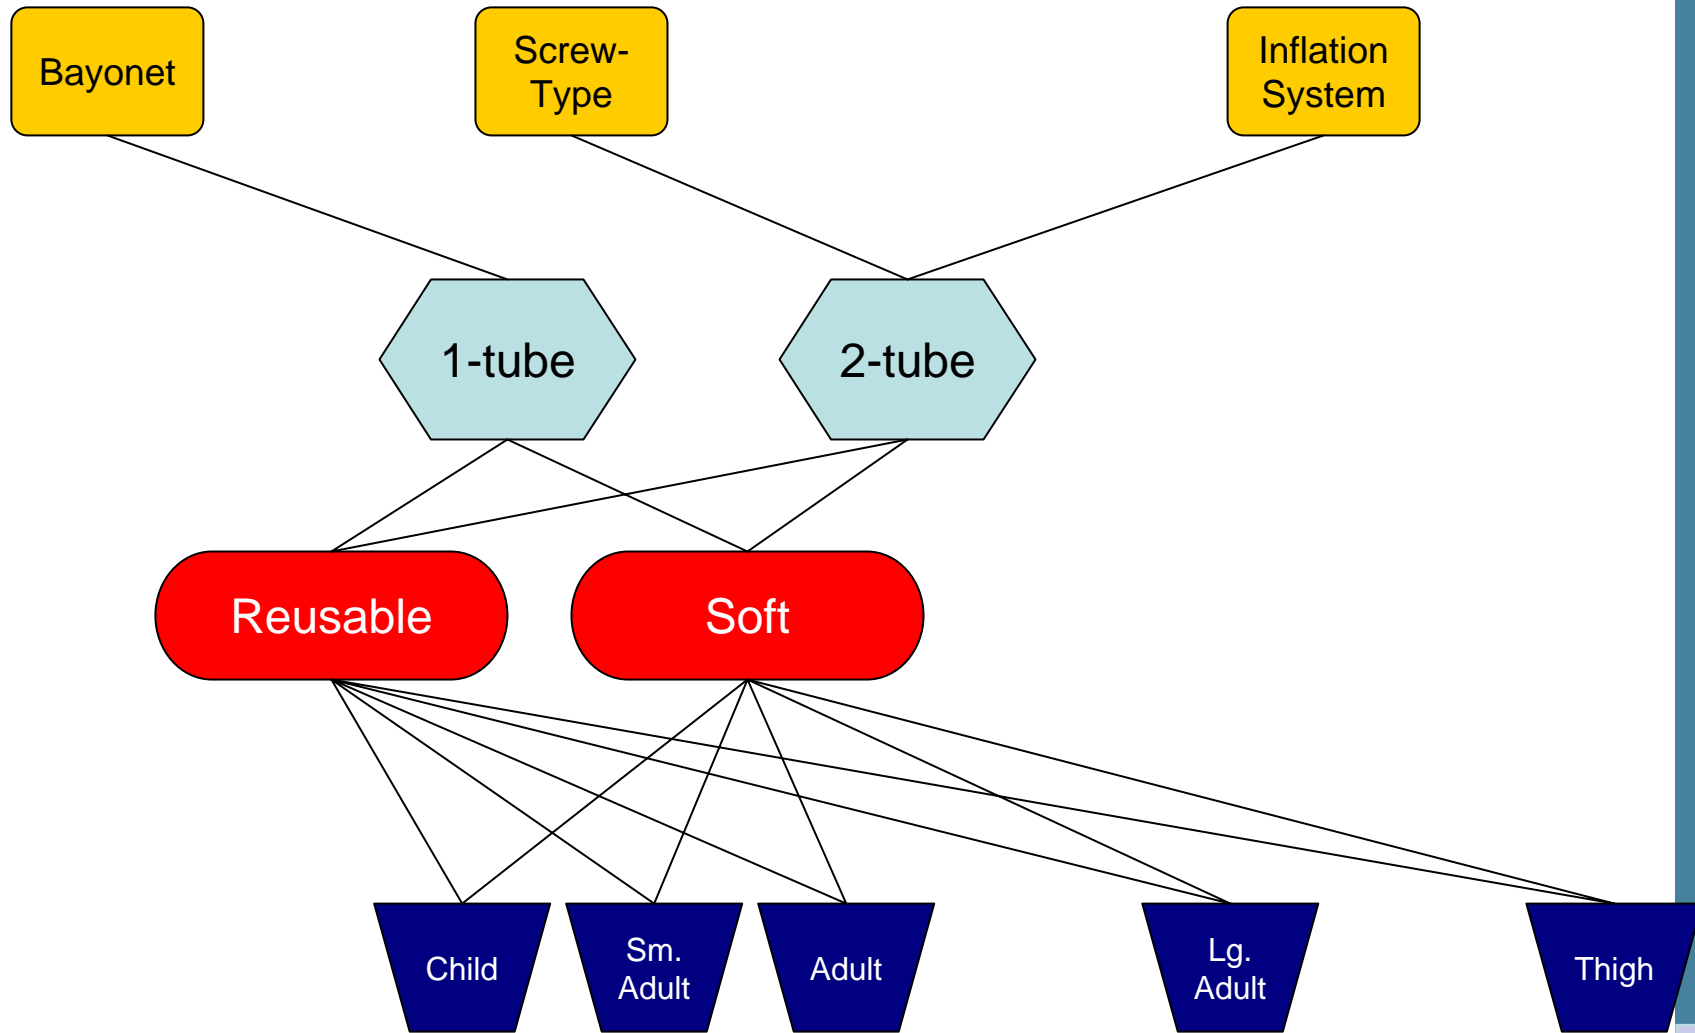 Bayonet
Screw-
Type
Inflation
System
1-tube
2-tube
Reusable
Soft
Child
Sm.
Adult
Adult
Lg.
Adult
Thigh